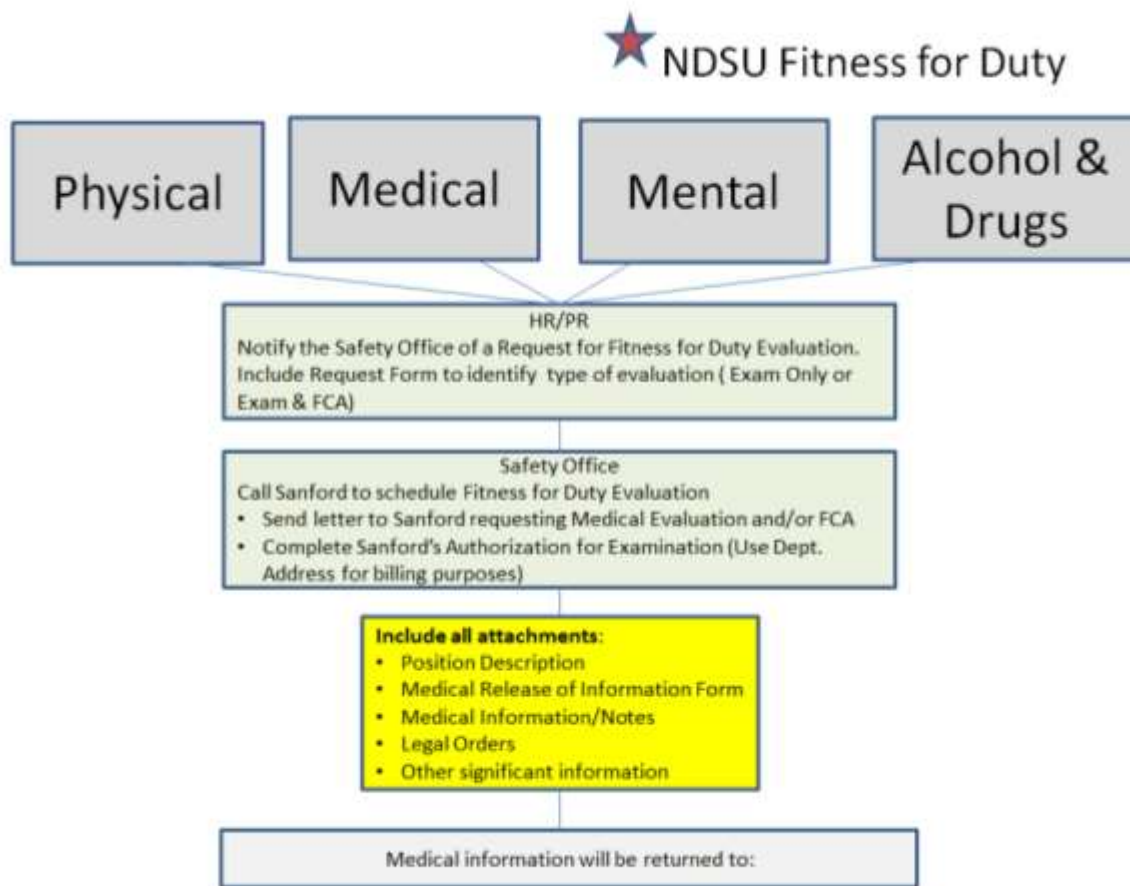 NDSU Fitness for Duty
Physical
Medical
Mental
Alcohol &
Drugs
HR/PR
Notify the Safety Office of a Request for Fitness for Duty Evaluation.
Include Request Form to identify type of evaluation ( Exam Only or
Exam & FCA)
Safety Office
Call Sanford to schedule Fitness for Duty Evaluation
• Send letter to Sanford requesting Medical Evaluation and/or FCA
• Complete Sanford's Authorization for Examination (Use Dept.
Address for billing purposes)
Include all attachments:
• Position Description
• Medical Release of Information Form
• Medical Information/Notes
• Legal Orders
• Other significant information
Medical information will be returned to: